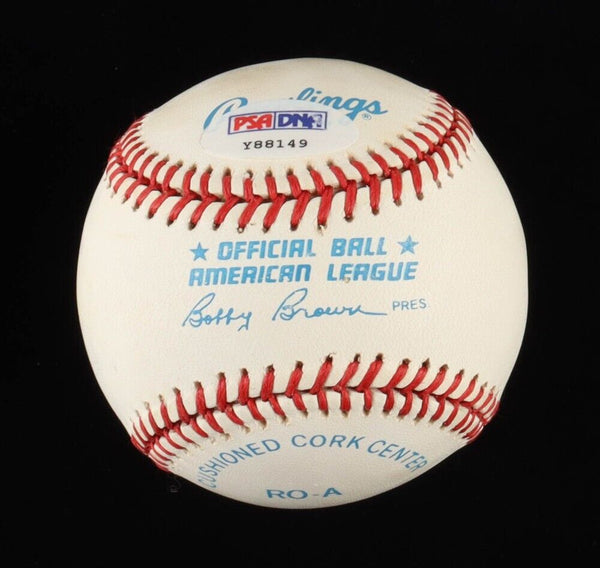 Rawlings®
PSA DNA
Y88149
★ OFFICIAL BALL ★
AMERICAN LEAGUE
Bobby Brown PRES.
CUSHIONED CORK CENTER
RO-A